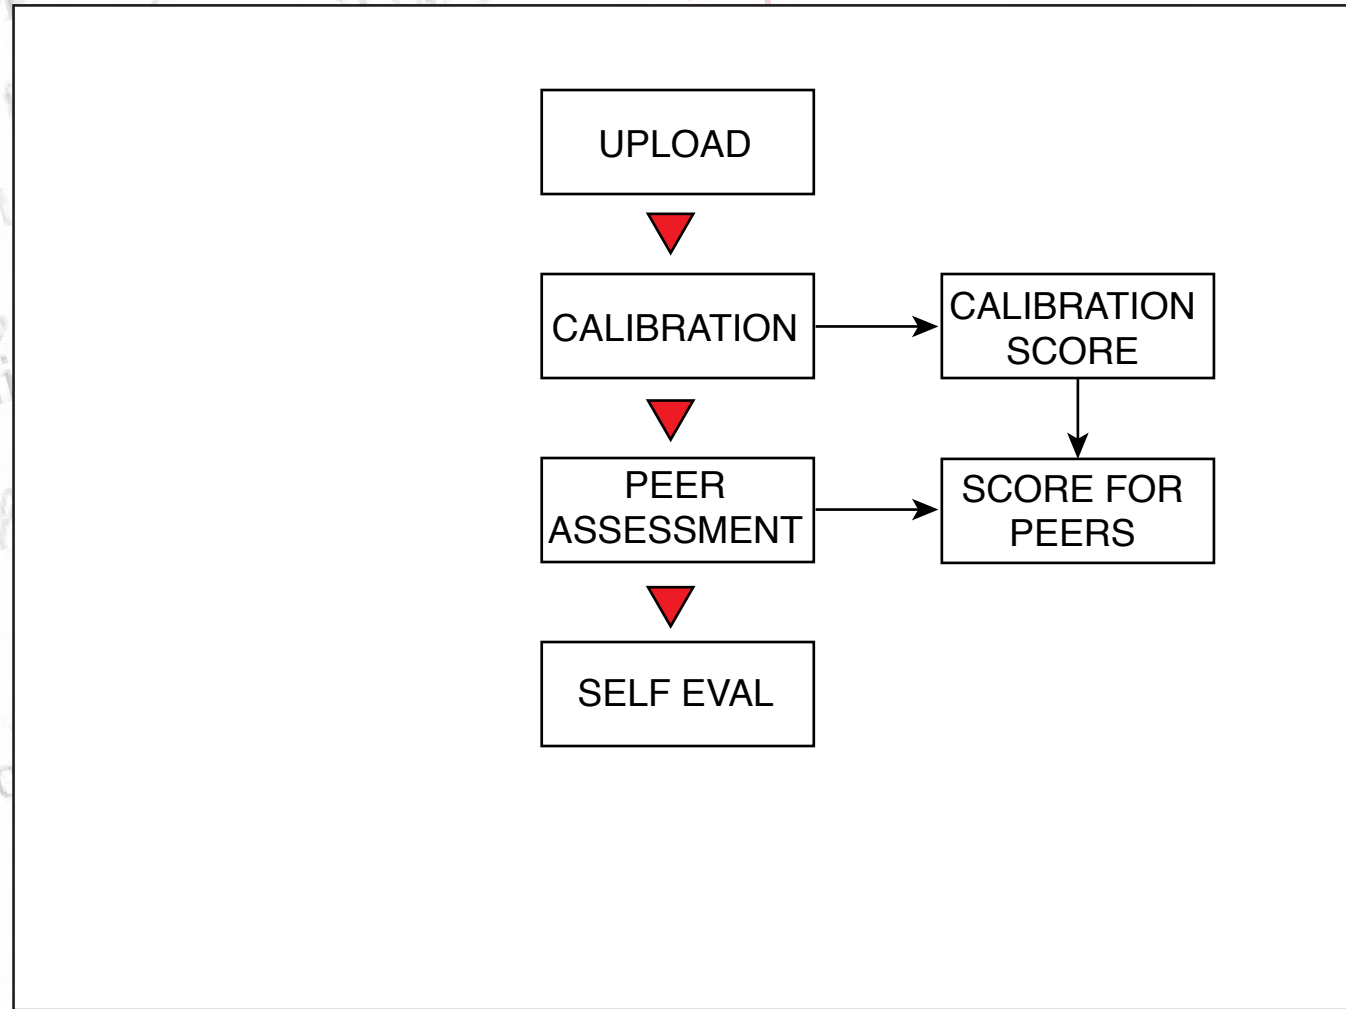 UPLOAD
CALIBRATION
CALIBRATION
SCORE
PEER
ASSESSMENT
SCORE FOR
PEERS
SELF EVAL